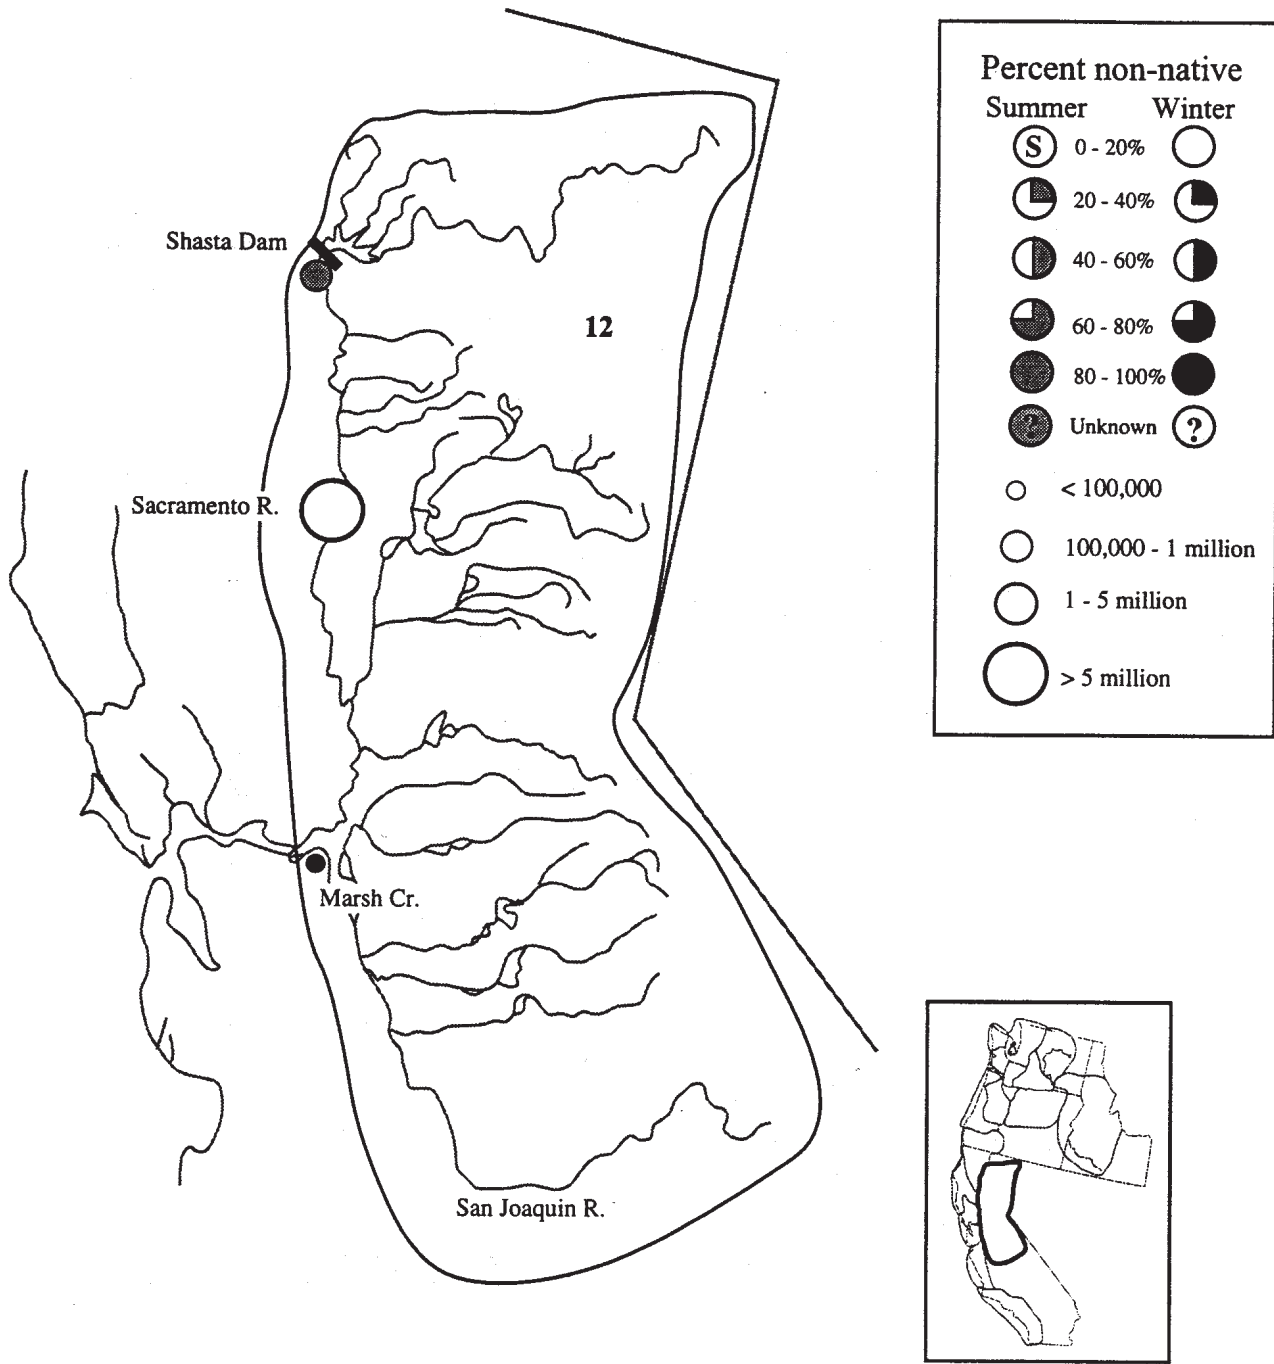 Shasta Dam
12
Sacramento R.
Marsh Cr.
San Joaquin R.
Percent non-native
Summer Winter
S 0 - 20%
20 - 40%
40 - 60%
60 - 80%
80 - 100%
? Unknown ?
< 100,000
100,000 - 1 million
1 - 5 million
> 5 million